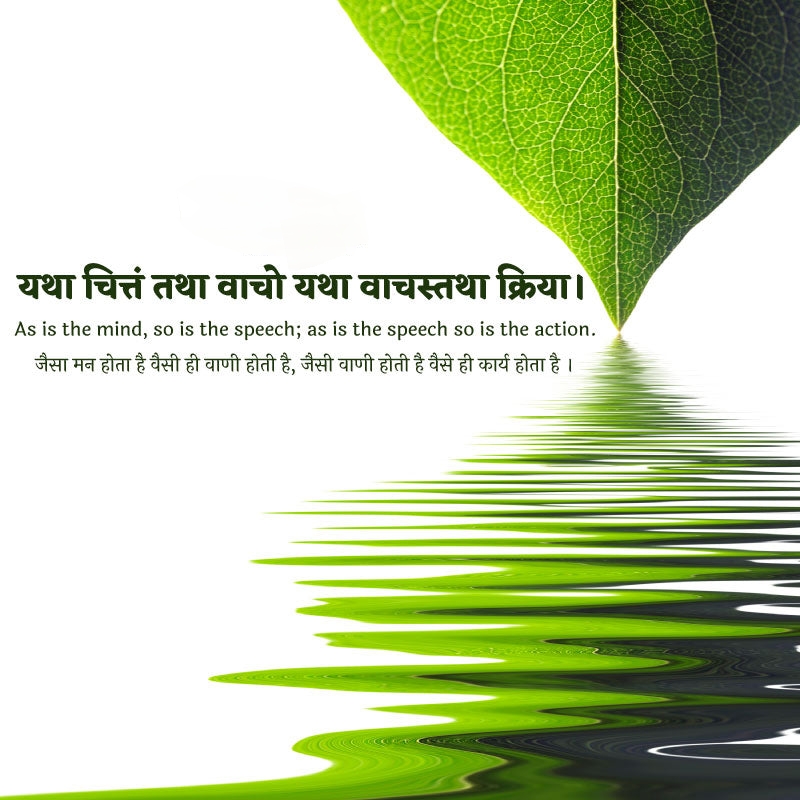 यथा चित्तं तथा वाचो यथा वाचस्तथा क्रिया।
As is the mind, so is the speech; as is the speech so is the action.
जैसा मन होता है वैसी ही वाणी होती है, जैसी वाणी होती है वैसे ही कार्य होता है ।